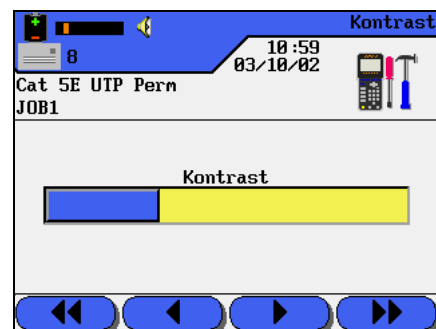 Kontrast
8
10:59
03/10/02
Cat 5E UTP Perm
JOB1
Kontrast